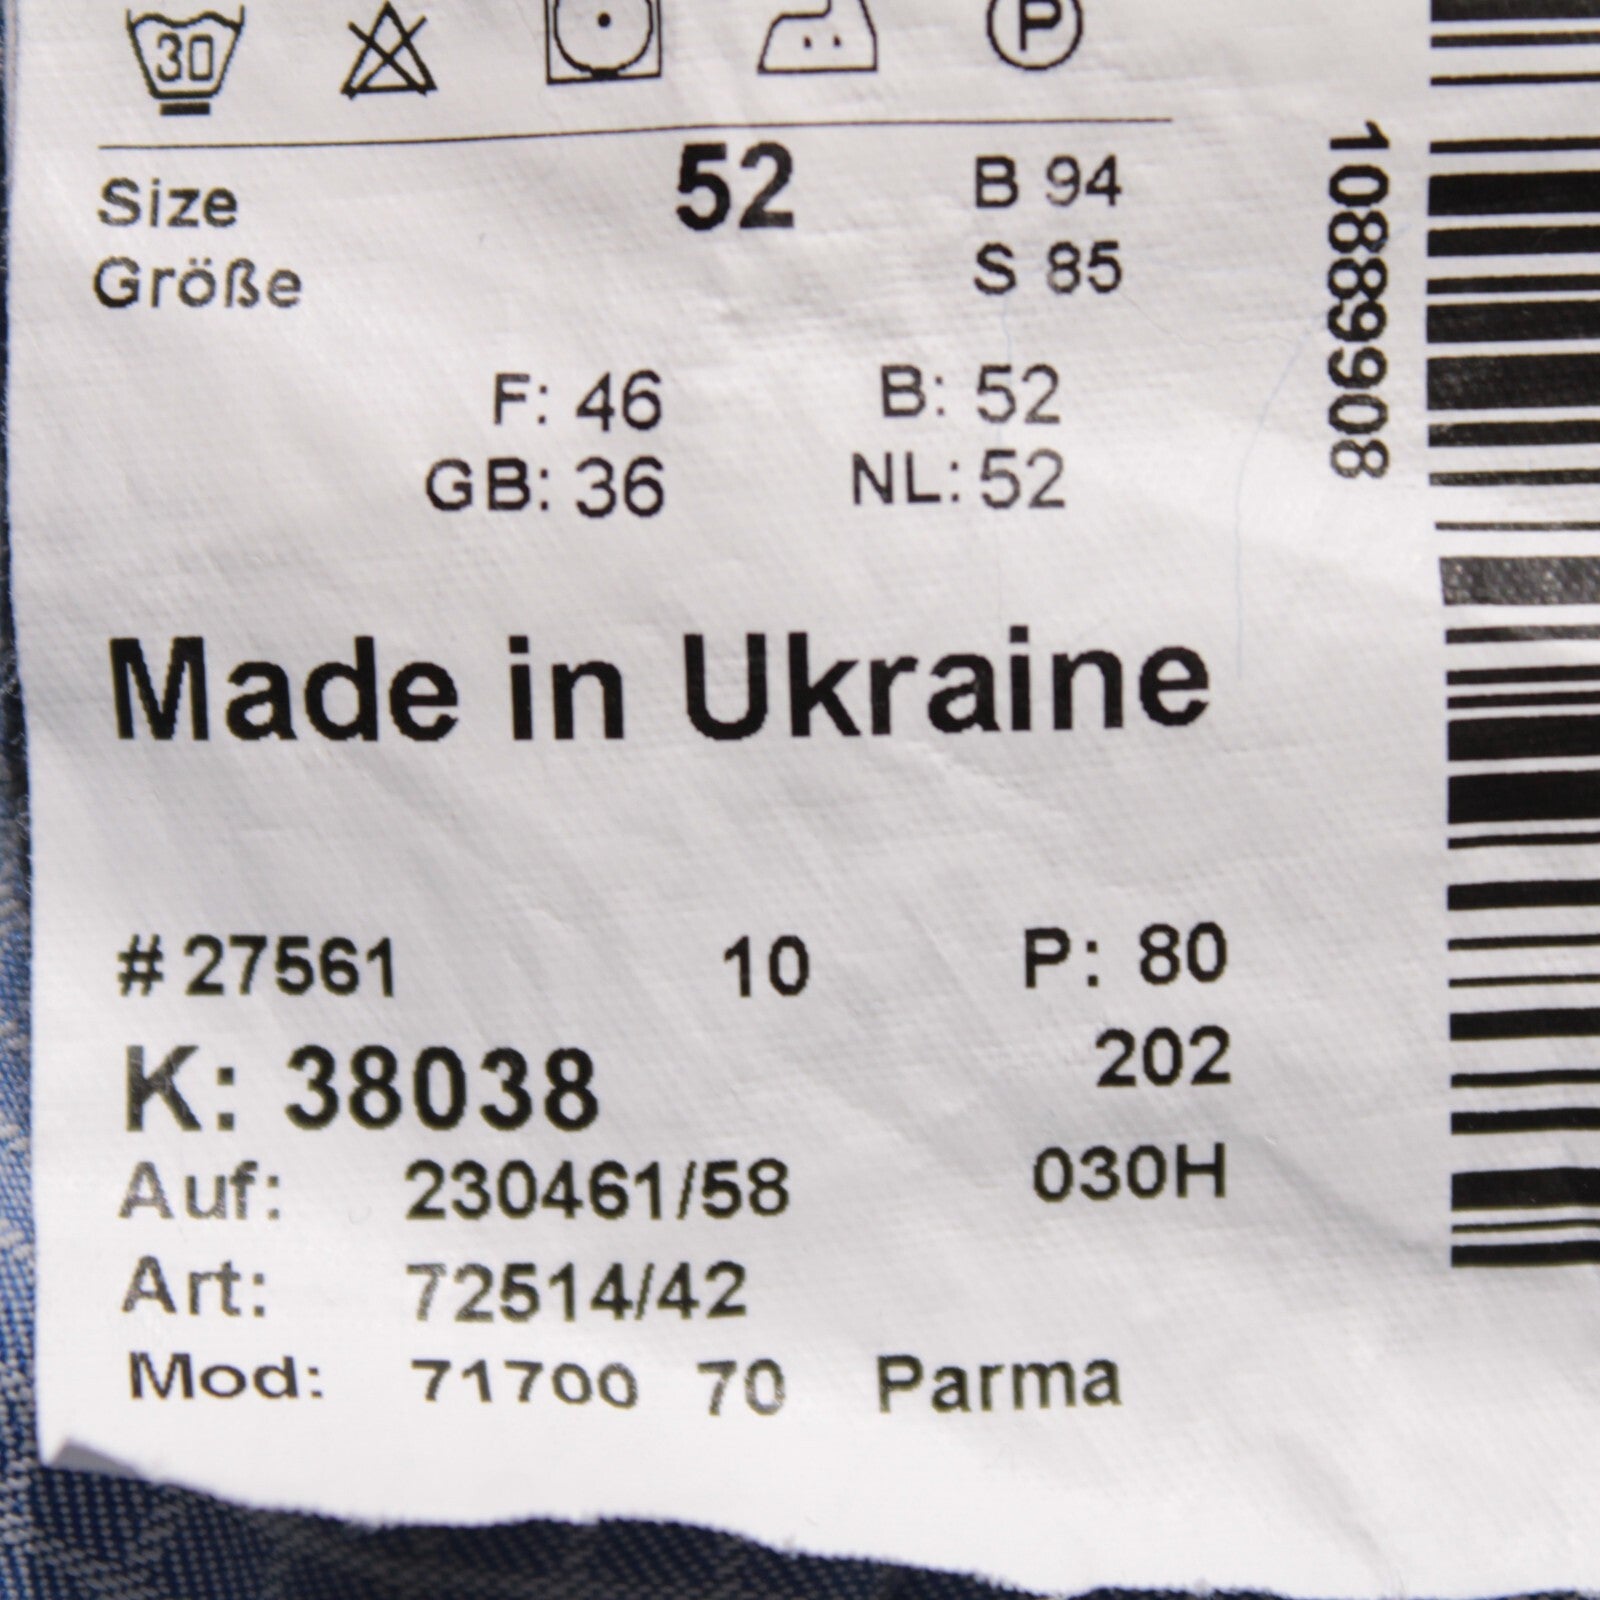 30
P
Size 52 B 94
Größe S 85
F: 46 B: 52
GB: 36 NL: 52
Made in Ukraine
# 27561 10 P: 80
K: 38038 202
Auf: 230461/58 030H
Art: 72514/42
Mod: 71700 70 Parma
10889908